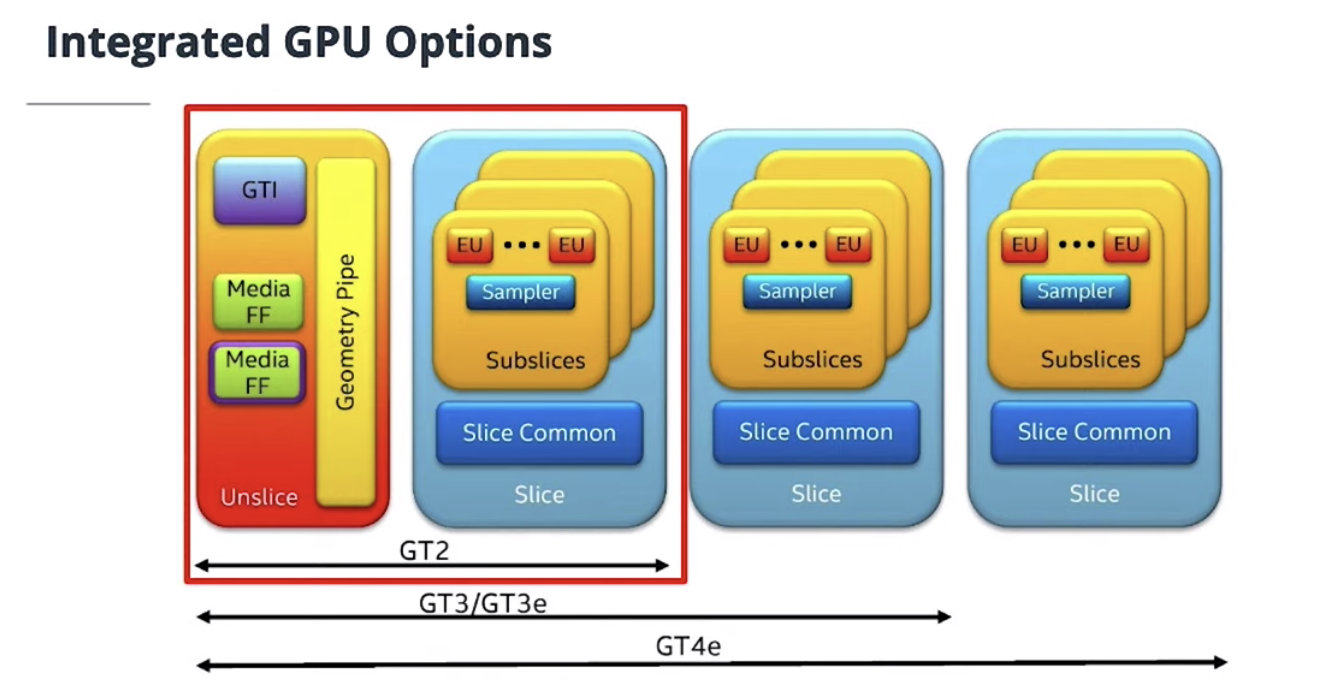 Integrated GPU Options
GTI
Media
FF
Media
FF
Geometry Pipe
Unslice
EU ••• EU
Sampler
Subslices
Slice Common
Slice
EU ••• EU
Sampler
Subslices
Slice Common
Slice
EU ••• EU
Sampler
Subslices
Slice Common
Slice
GT2
GT3/GT3e
GT4e